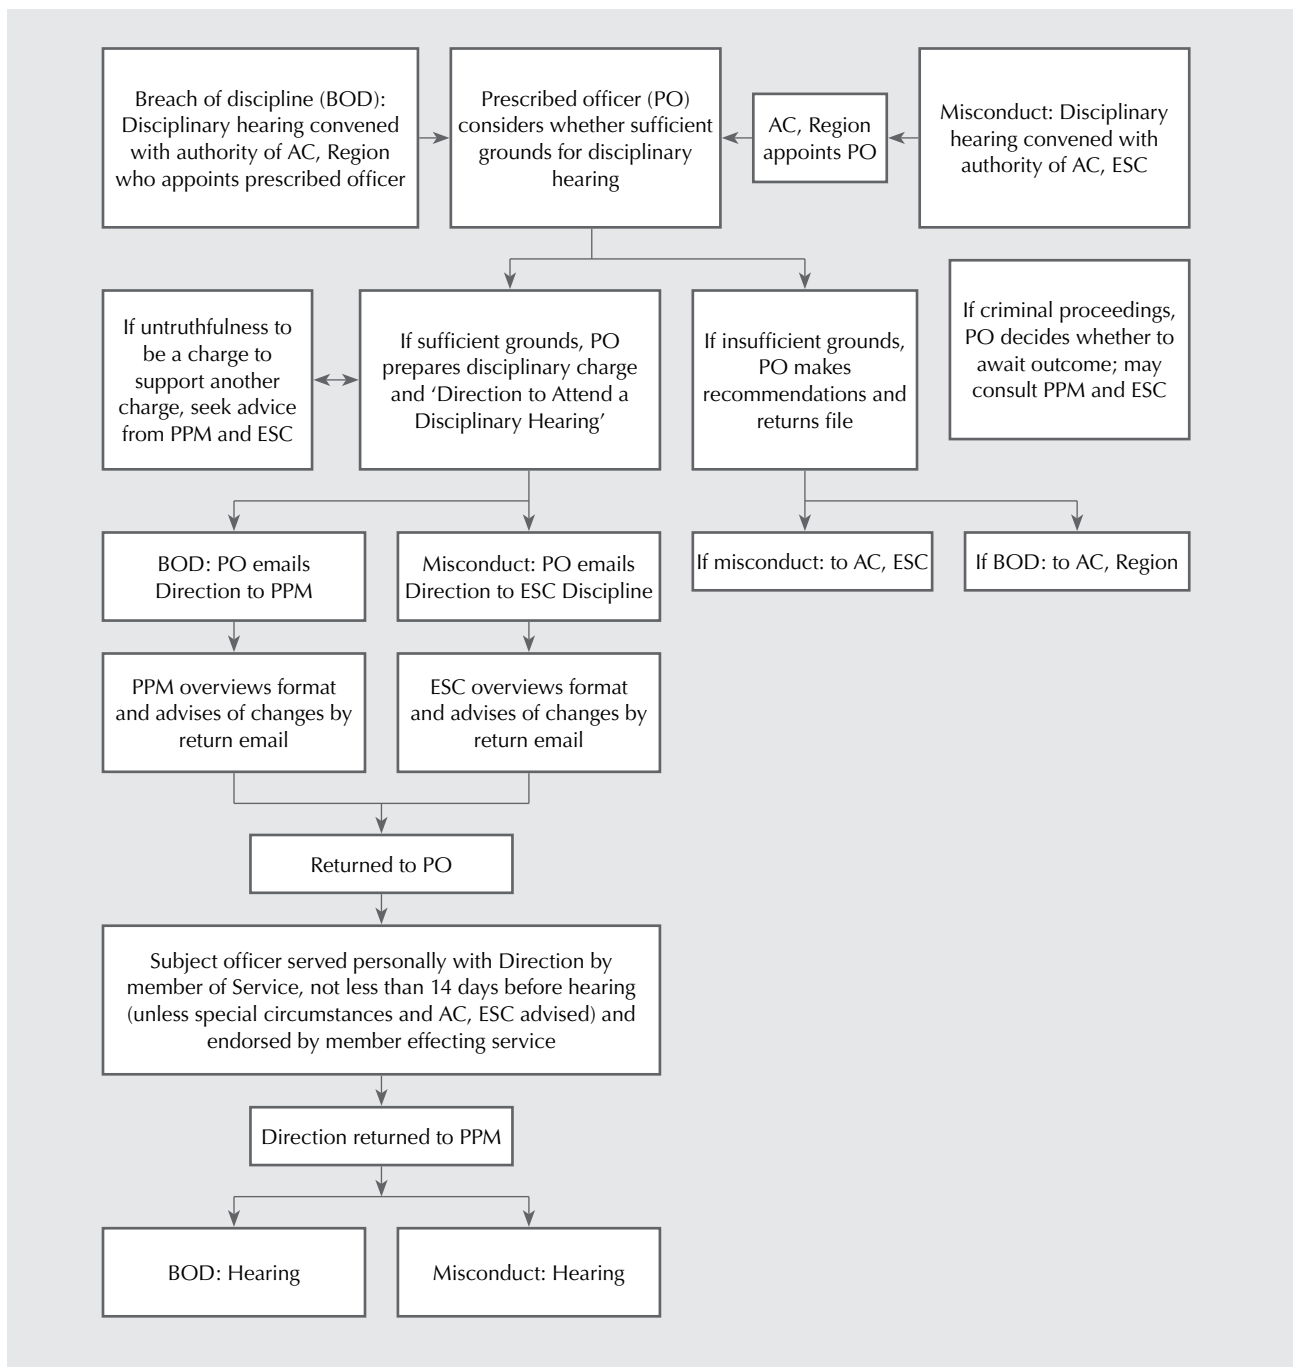 Breach of discipline (BOD):
Disciplinary hearing convened
with authority of AC, Region
who appoints prescribed officer
Prescribed officer (PO)
considers whether sufficient
grounds for disciplinary
hearing
AC, Region
appoints PO
Misconduct: Disciplinary
hearing convened with
authority of AC, ESC
If untruthfulness to
be a charge to
support another
charge, seek advice
from PPM and ESC
If sufficient grounds, PO
prepares disciplinary charge
and ‘Direction to Attend a
Disciplinary Hearing’
If insufficient grounds,
PO makes
recommendations and
returns file
If criminal proceedings,
PO decides whether to
await outcome; may
consult PPM and ESC
BOD: PO emails
Direction to PPM
Misconduct: PO emails
Direction to ESC Discipline
If misconduct: to AC, ESC
If BOD: to AC, Region
PPM overviews format
and advises of changes by
return email
ESC overviews format
and advises of changes by
return email
Returned to PO
Subject officer served personally with Direction by
member of Service, not less than 14 days before hearing
(unless special circumstances and AC, ESC advised) and
endorsed by member effecting service
Direction returned to PPM
BOD: Hearing
Misconduct: Hearing